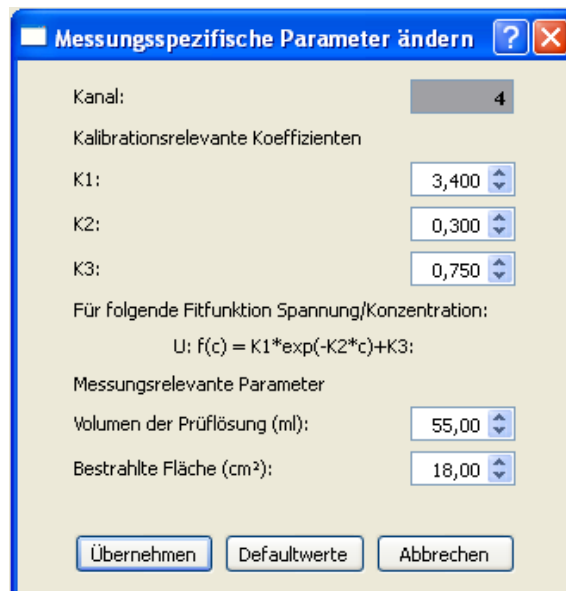 Messungsspezifische Parameter ändern
Kanal: 4
Kalibrationsrelevante Koeffizienten
K1: 3,400
K2: 0,300
K3: 0,750
Für folgende Fitfunktion Spannung/Konzentration:
U: f(c) = K1*exp(-K2*c)+K3:
Messungsrelevante Parameter
Volumen der Prüflösung (ml): 55,00
Bestrahlte Fläche (cm²): 18,00
Übernehmen Defaultwerte Abbrechen